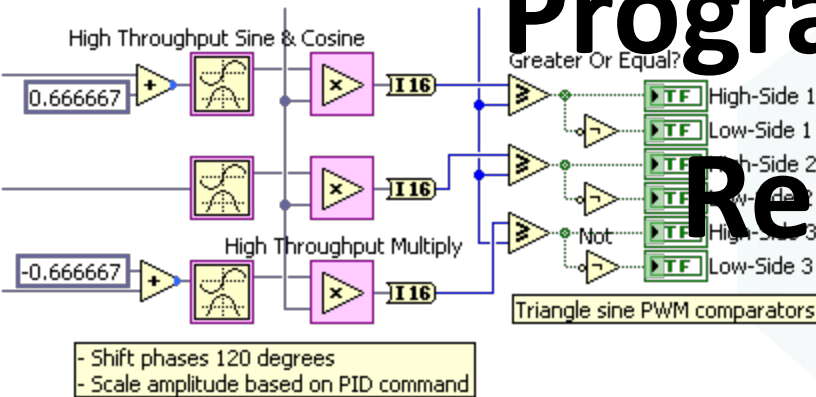 Progra
High Throughput Sine & Cosine
Greater Or Equal?
0.666667
+
x
I16
TF
High-Side 1
TF
Low-Side 1
x
I16
TF
TF
Re
High Throughput Multiply
Not
TF
-0.666667
+
x
I16
TF
Low-Side 3
Triangle sine PWM comparators
- Shift phases 120 degrees
- Scale amplitude based on PID command